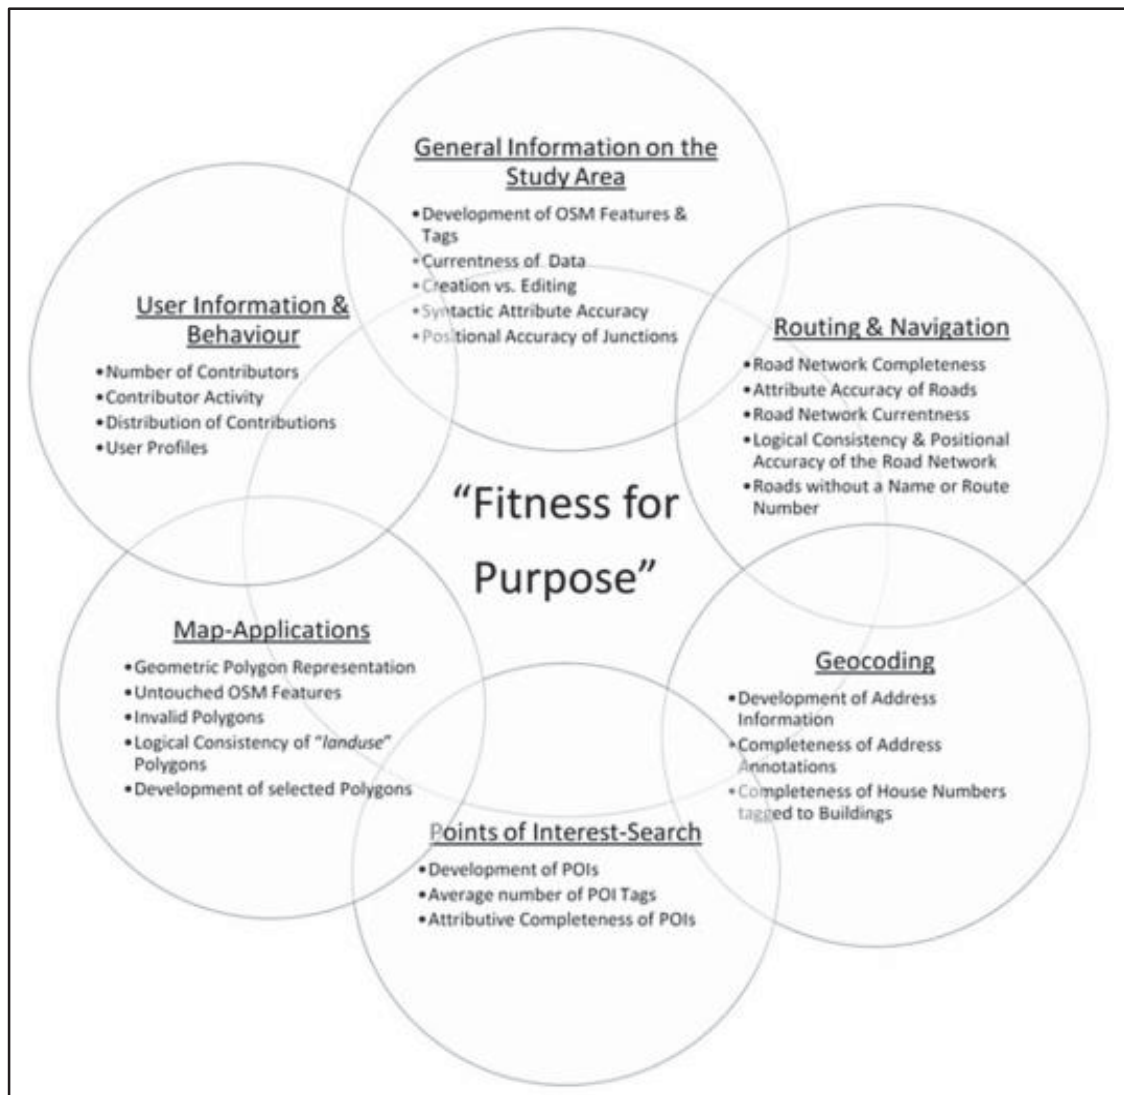 General Information on the
Study Area
•Development of OSM Features &
Tags
•Currentness of Data
•Creation vs. Editing
•Syntactic Attribute Accuracy
•Positional Accuracy of Junctions
User Information &
Behaviour
•Number of Contributors
•Contributor Activity
•Distribution of Contributions
•User Profiles
Routing & Navigation
•Road Network Completeness
•Attribute Accuracy of Roads
•Road Network Currentness
•Logical Consistency & Positional
Accuracy of the Road Network
•Roads without a Name or Route
Number
“Fitness for
Purpose”
Map-Applications
•Geometric Polygon Representation
•Untouched OSM Features
•Invalid Polygons
•Logical Consistency of “landuse”
Polygons
•Development of selected Polygons
Geocoding
•Development of Address
Information
•Completeness of Address
Annotations
•Completeness of House Numbers
tagged to Buildings
Points of Interest-Search
•Development of POIs
•Average number of POI Tags
•Attributive Completeness of POIs